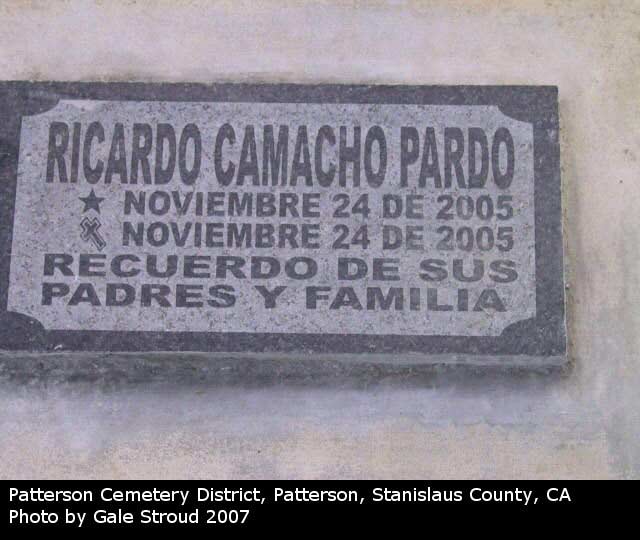 RICARDO CAMACHO PARDO
NOVIEMBRE 24 DE 2005
NOVIEMBRE 24 DE 2005
RECUERDO DE SUS
PADRES Y FAMILIA
Patterson Cemetery District, Patterson, Stanislaus County, CA
Photo by Gale Stroud 2007